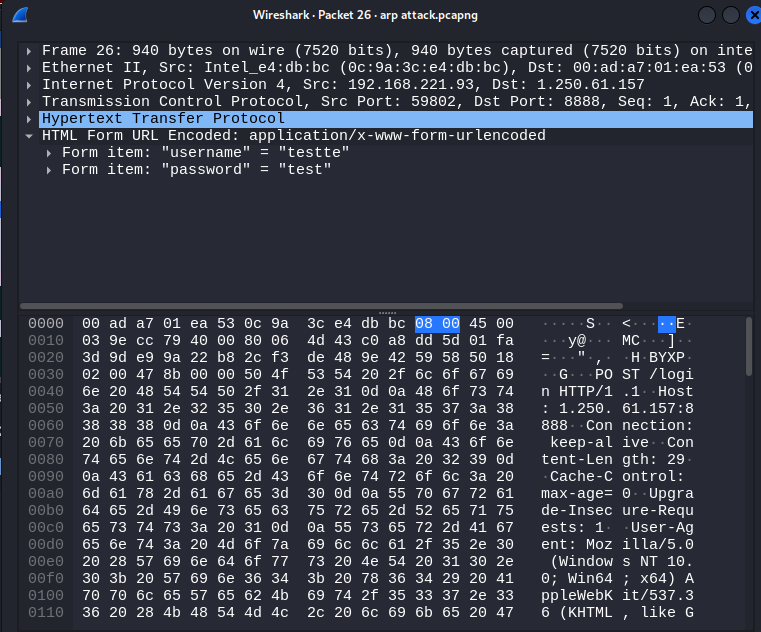 Wireshark · Packet 26 · arp attack.pcapng
Frame 26: 940 bytes on wire (7520 bits), 940 bytes captured (7520 bits) on inte
Ethernet II, Src: Intel_e4:db:bc (0c:9a:3c:e4:db:bc), Dst: 00:ad:a7:01:ea:53 (0
Internet Protocol Version 4, Src: 192.168.221.93, Dst: 1.250.61.157
Transmission Control Protocol, Src Port: 59802, Dst Port: 8888, Seq: 1, Ack: 1,
Hypertext Transfer Protocol
HTML Form URL Encoded: application/x-www-form-urlencoded
Form item: "username" = "testte"
Form item: "password" = "test"
0000 00 ad a7 01 ea 53 0c 9a 3c e4 db bc 08 00 45 00 ·····S·· <·····E·
0010 03 9e cc 79 40 00 80 06 4d 43 c0 a8 dd 5d 01 fa ···y@··· MC···]··
0020 3d 9d e9 9a 22 b8 2c f3 de 48 9e 42 59 58 50 18 =···"·,· ·H·BYXP·
0030 02 00 47 8b 00 00 50 4f 53 54 20 2f 6c 6f 67 69 ··G···PO ST /logi
0040 6e 20 48 54 54 50 2f 31 2e 31 0d 0a 48 6f 73 74 n HTTP/1 .1··Host
0050 3a 20 31 2e 32 35 30 2e 36 31 2e 31 35 37 3a 38 : 1.250. 61.157:8
0060 38 38 38 0d 0a 43 6f 6e 6e 65 63 74 69 6f 6e 3a 888··Con nection:
0070 20 6b 65 65 70 2d 61 6c 69 76 65 0d 0a 43 6f 6e keep-al ive··Con
0080 74 65 6e 74 2d 4c 65 6e 67 74 68 3a 20 32 39 0d tent-Len gth: 29·
0090 0a 43 61 63 68 65 2d 43 6f 6e 74 72 6f 6c 3a 20 ·Cache-C ontrol:
00a0 6d 61 78 2d 61 67 65 3d 30 0d 0a 55 70 67 72 61 max-age= 0··Upgra
00b0 64 65 2d 49 6e 73 65 63 75 72 65 2d 52 65 71 75 de-Insec ure-Requ
00c0 65 73 74 73 3a 20 31 0d 0a 55 73 65 72 2d 41 67 ests: 1· ·User-Ag
00d0 65 6e 74 3a 20 4d 6f 7a 69 6c 6c 61 2f 35 2e 30 ent: Moz illa/5.0
00e0 20 28 57 69 6e 64 6f 77 73 20 4e 54 20 31 30 2e (Window s NT 10.
00f0 30 3b 20 57 69 6e 36 34 3b 20 78 36 34 29 20 41 0; Win64 ; x64) A
0100 70 70 6c 65 57 65 62 4b 69 74 2f 35 33 37 2e 33 ppleWebK it/537.3
0110 36 20 28 4b 48 54 4d 4c 2c 20 6c 69 6b 65 20 47 6 (KHTML , like G